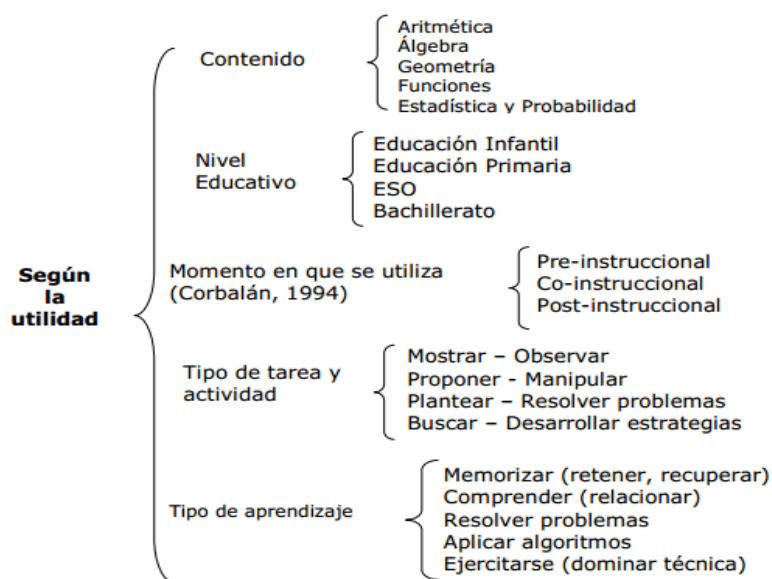 Según
la
utilidad
Contenido
Aritmética
Álgebra
Geometría
Funciones
Estadística y Probabilidad
Nivel
Educativo
Educación Infantil
Educación Primaria
ESO
Bachillerato
Momento en que se utiliza
(Corbalán, 1994)
Pre-instruccional
Co-instruccional
Post-instruccional
Tipo de tarea y
actividad
Mostrar – Observar
Proponer - Manipular
Plantear – Resolver problemas
Buscar – Desarrollar estrategias
Tipo de aprendizaje
Memorizar (retener, recuperar)
Comprender (relacionar)
Resolver problemas
Aplicar algoritmos
Ejercitarse (dominar técnica)